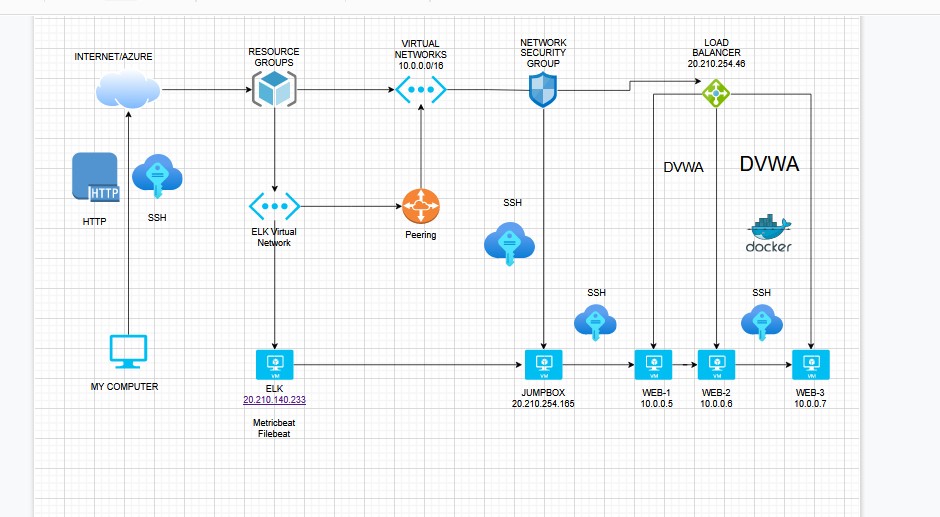 INTERNET/AZURE
RESOURCE
GROUPS
VIRTUAL
NETWORKS
10.0.0.0/16
NETWORK
SECURITY
GROUP
LOAD
BALANCER
20.210.254.46
HTTP
HTTP
SSH
DVWA
DVWA
docker
ELK Virtual
Network
Peering
SSH
SSH
SSH
MY COMPUTER
VM
ELK
20.210.140.233
Metricbeat
Filebeat
VM
JUMPBOX
20.210.254.165
VM
WEB-1
10.0.0.5
VM
WEB-2
10.0.0.6
VM
WEB-3
10.0.0.7